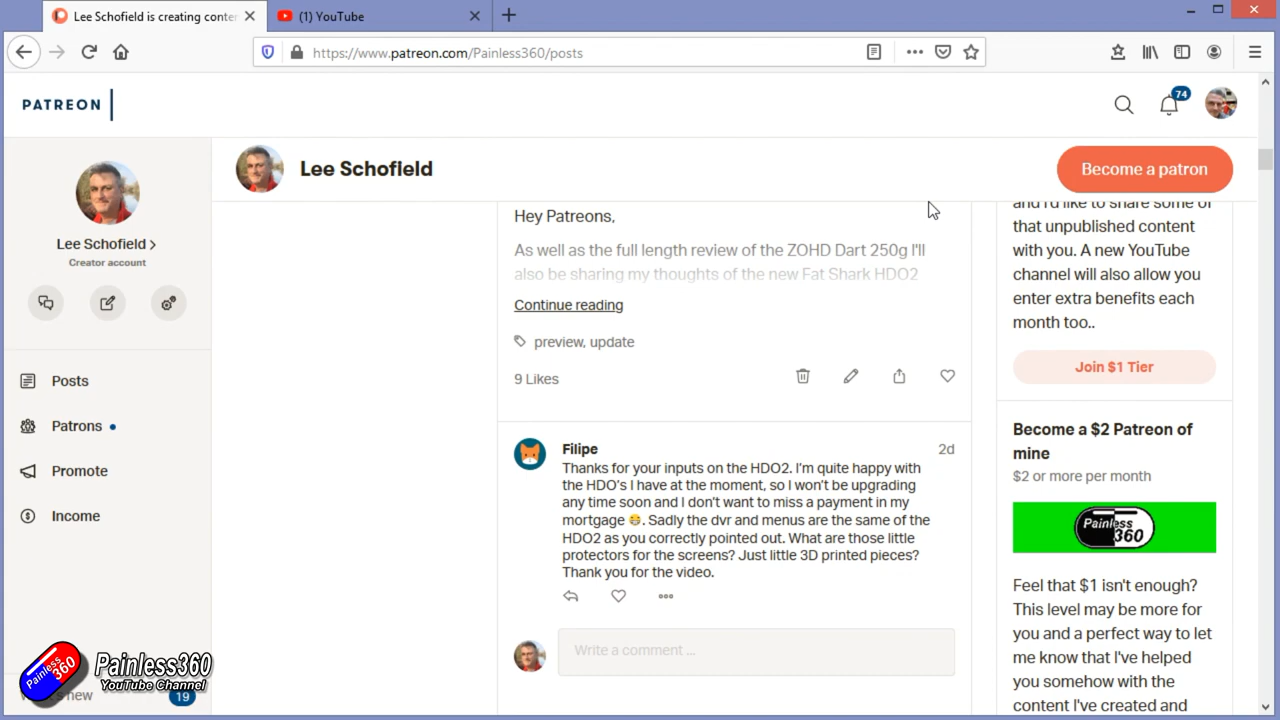 Lee Schofield is creating conte
(1) YouTube
https://www.patreon.com/Painless360/posts
PATREON
74
Lee Schofield
Become a patron
Lee Schofield
Creator account
Posts
Patrons
Promote
Income
19
Hey Patreons,
As well as the full length review of the ZOHD Dart 250g I'll
also be sharing my thoughts of the new Fat Shark HDO2
Continue reading
preview, update
9 Likes
Filipe
2d
Thanks for your inputs on the HDO2. I'm quite happy with
the HDO's I have at the moment, so I won't be upgrading
any time soon and I don't want to miss a payment in my
mortgage 😂. Sadly the dvr and menus are the same of the
HDO2 as you correctly pointed out. What are those little
protectors for the screens? Just little 3D printed pieces?
Thank you for the video.
Write a comment ...
and I'd like to share some of
that unpublished content
with you. A new YouTube
channel will also allow you
enter extra benefits each
month too..
Join $1 Tier
Become a $2 Patreon of
mine
$2 or more per month
Painless
360
Feel that $1 isn't enough?
This level may be more for
you and a perfect way to let
me know that I've helped
you somehow with the
content I've created and
Painless
360
Painless360
YouTube Channel
new